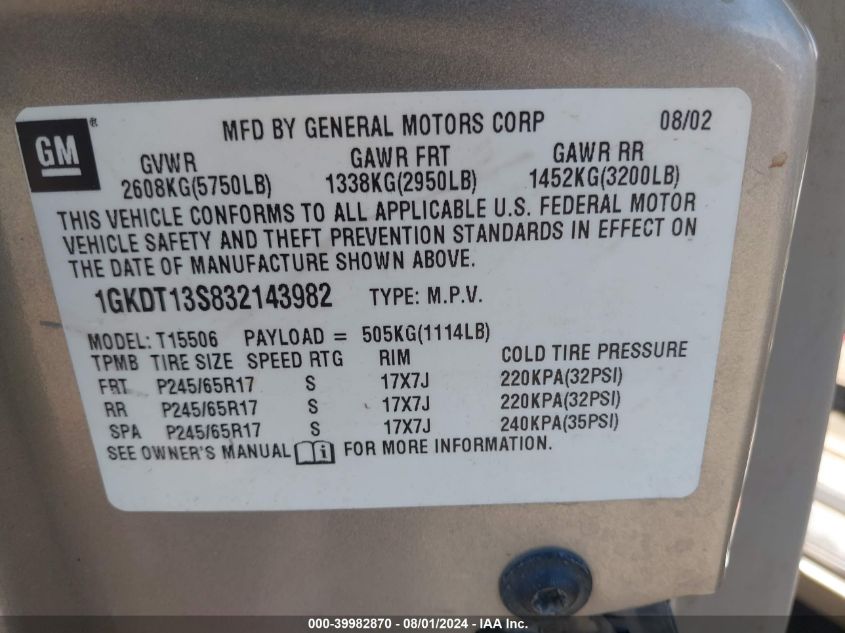 GM ®
MFD BY GENERAL MOTORS CORP 08/02
GVWR GAWR FRT GAWR RR
2608KG(5750LB) 1338KG(2950LB) 1452KG(3200LB)
THIS VEHICLE CONFORMS TO ALL APPLICABLE U.S. FEDERAL MOTOR
VEHICLE SAFETY AND THEFT PREVENTION STANDARDS IN EFFECT ON
THE DATE OF MANUFACTURE SHOWN ABOVE.
1GKDT13S832143982 TYPE: M.P.V.
MODEL: T15506 PAYLOAD = 505KG(1114LB)
TPMB TIRE SIZE SPEED RTG RIM COLD TIRE PRESSURE
FRT P245/65R17 S 17X7J 220KPA(32PSI)
RR P245/65R17 S 17X7J 220KPA(32PSI)
SPA P245/65R17 S 17X7J 240KPA(35PSI)
SEE OWNER'S MANUAL i FOR MORE INFORMATION.
000-39982870 - 08/01/2024 - IAA Inc.